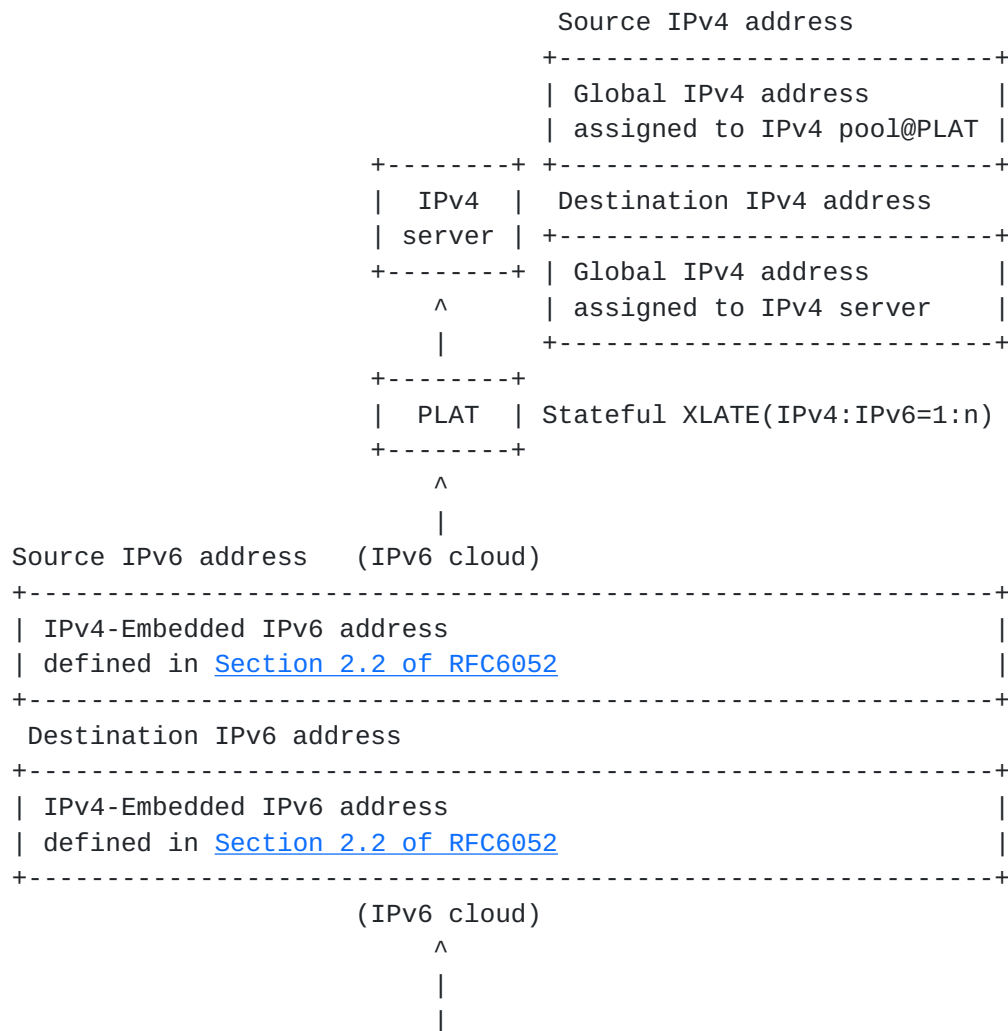 Source IPv4 address
+----------------------------+
| Global IPv4 address        |
| assigned to IPv4 pool@PLAT |
+--------+ +----------------------------+
|  IPv4  |  Destination IPv4 address
| server | +----------------------------+
+--------+ | Global IPv4 address        |
    ^      | assigned to IPv4 server    |
    |      +----------------------------+
+--------+
|  PLAT  | Stateful XLATE(IPv4:IPv6=1:n)
+--------+
    ^
    |
Source IPv6 address   (IPv6 cloud)
+--------------------------------------------------------------+
| IPv4-Embedded IPv6 address                                   |
| defined in Section 2.2 of RFC6052                            |
+--------------------------------------------------------------+
 Destination IPv6 address
+--------------------------------------------------------------+
| IPv4-Embedded IPv6 address                                   |
| defined in Section 2.2 of RFC6052                            |
+--------------------------------------------------------------+
(IPv6 cloud)
    ^
    |
    |